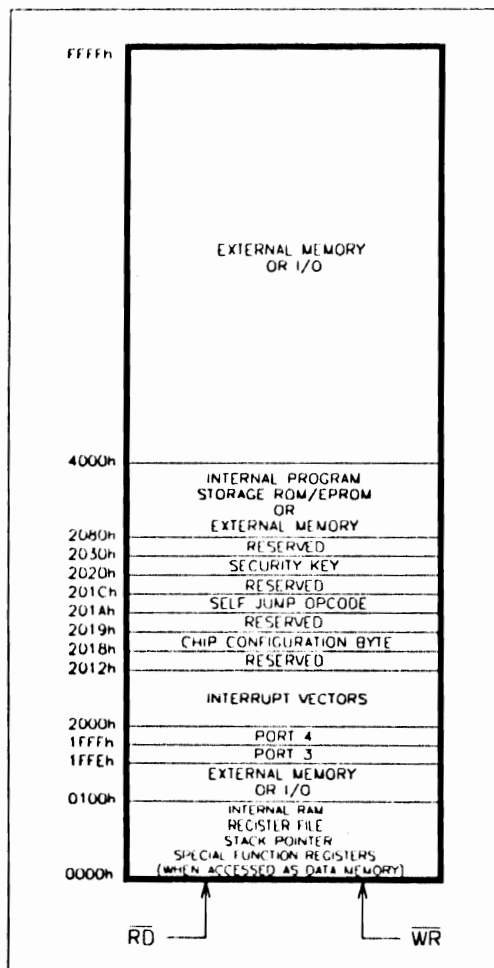 FFFFh
EXTERNAL MEMORY
OR I/O
4000h
INTERNAL PROGRAM
STORAGE ROM/EPROM
OR
EXTERNAL MEMORY
2080h
RESERVED
2030h
SECURITY KEY
2020h
RESERVED
201Ch
SELF JUMP OPCODE
201Ah
RESERVED
2019h
CHIP CONFIGURATION BYTE
2018h
RESERVED
2012h
INTERRUPT VECTORS
2000h
PORT 4
1FFFh
PORT 3
1FFEh
EXTERNAL MEMORY
OR I/O
0100h
INTERNAL RAM
REGISTER FILE
STACK POINTER
SPECIAL FUNCTION REGISTERS
(WHEN ACCESSED AS DATA MEMORY)
0000h
RD WR